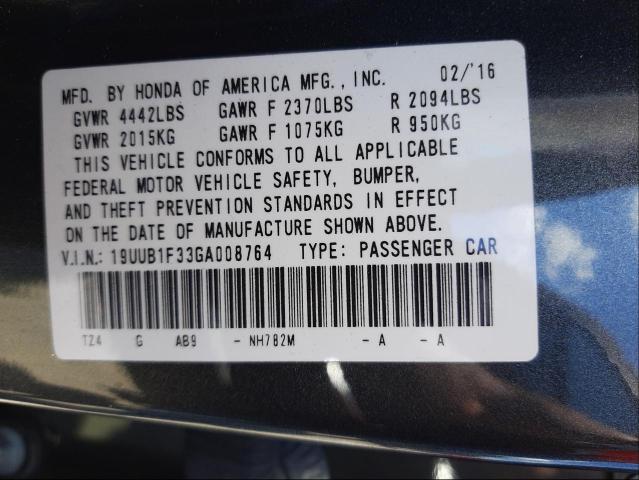 MFD. BY HONDA OF AMERICA MFG., INC. 02/'16
GVWR 4442LBS GAWR F 2370LBS R 2094LBS
GVWR 2015KG GAWR F 1075KG R 950KG
THIS VEHICLE CONFORMS TO ALL APPLICABLE
FEDERAL MOTOR VEHICLE SAFETY, BUMPER,
AND THEFT PREVENTION STANDARDS IN EFFECT
ON THE DATE OF MANUFACTURE SHOWN ABOVE.
V.I.N.: 19UUB1F33GA008764 TYPE: PASSENGER CAR
TZ4 G AB9 - NH782M - A - A